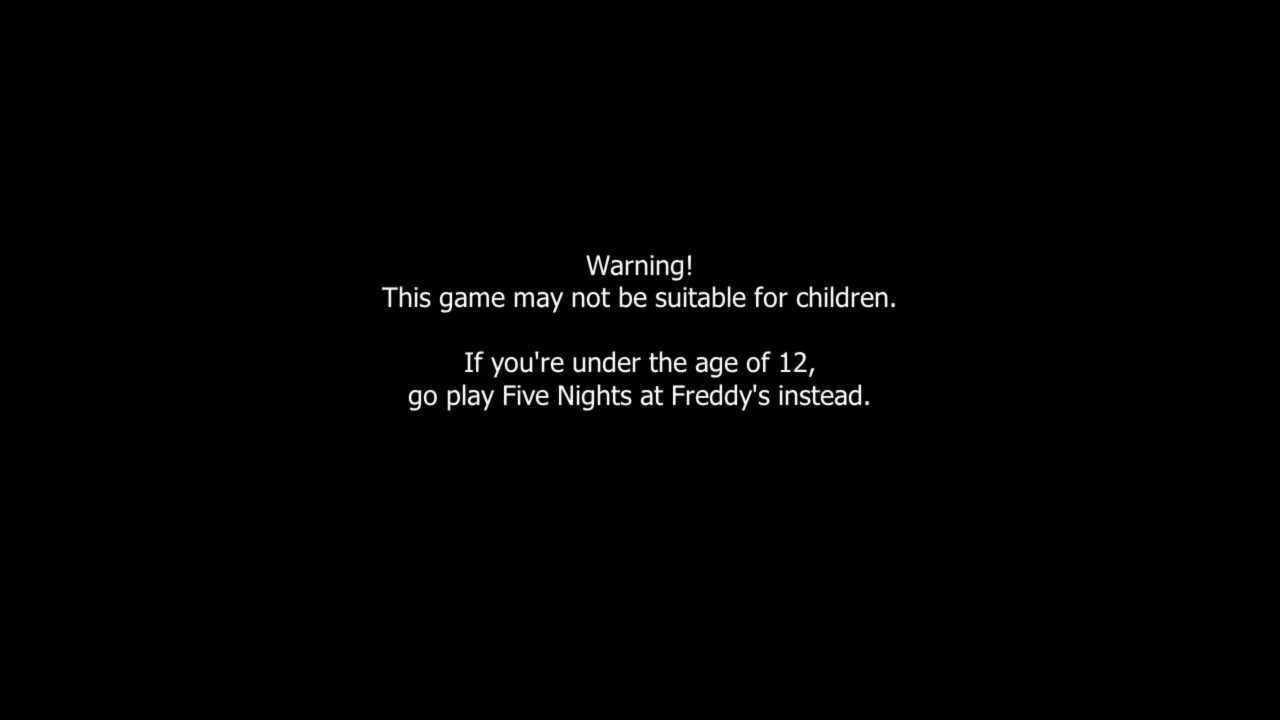 Warning!
This game may not be suitable for children.
If you're under the age of 12,
go play Five Nights at Freddy's instead.